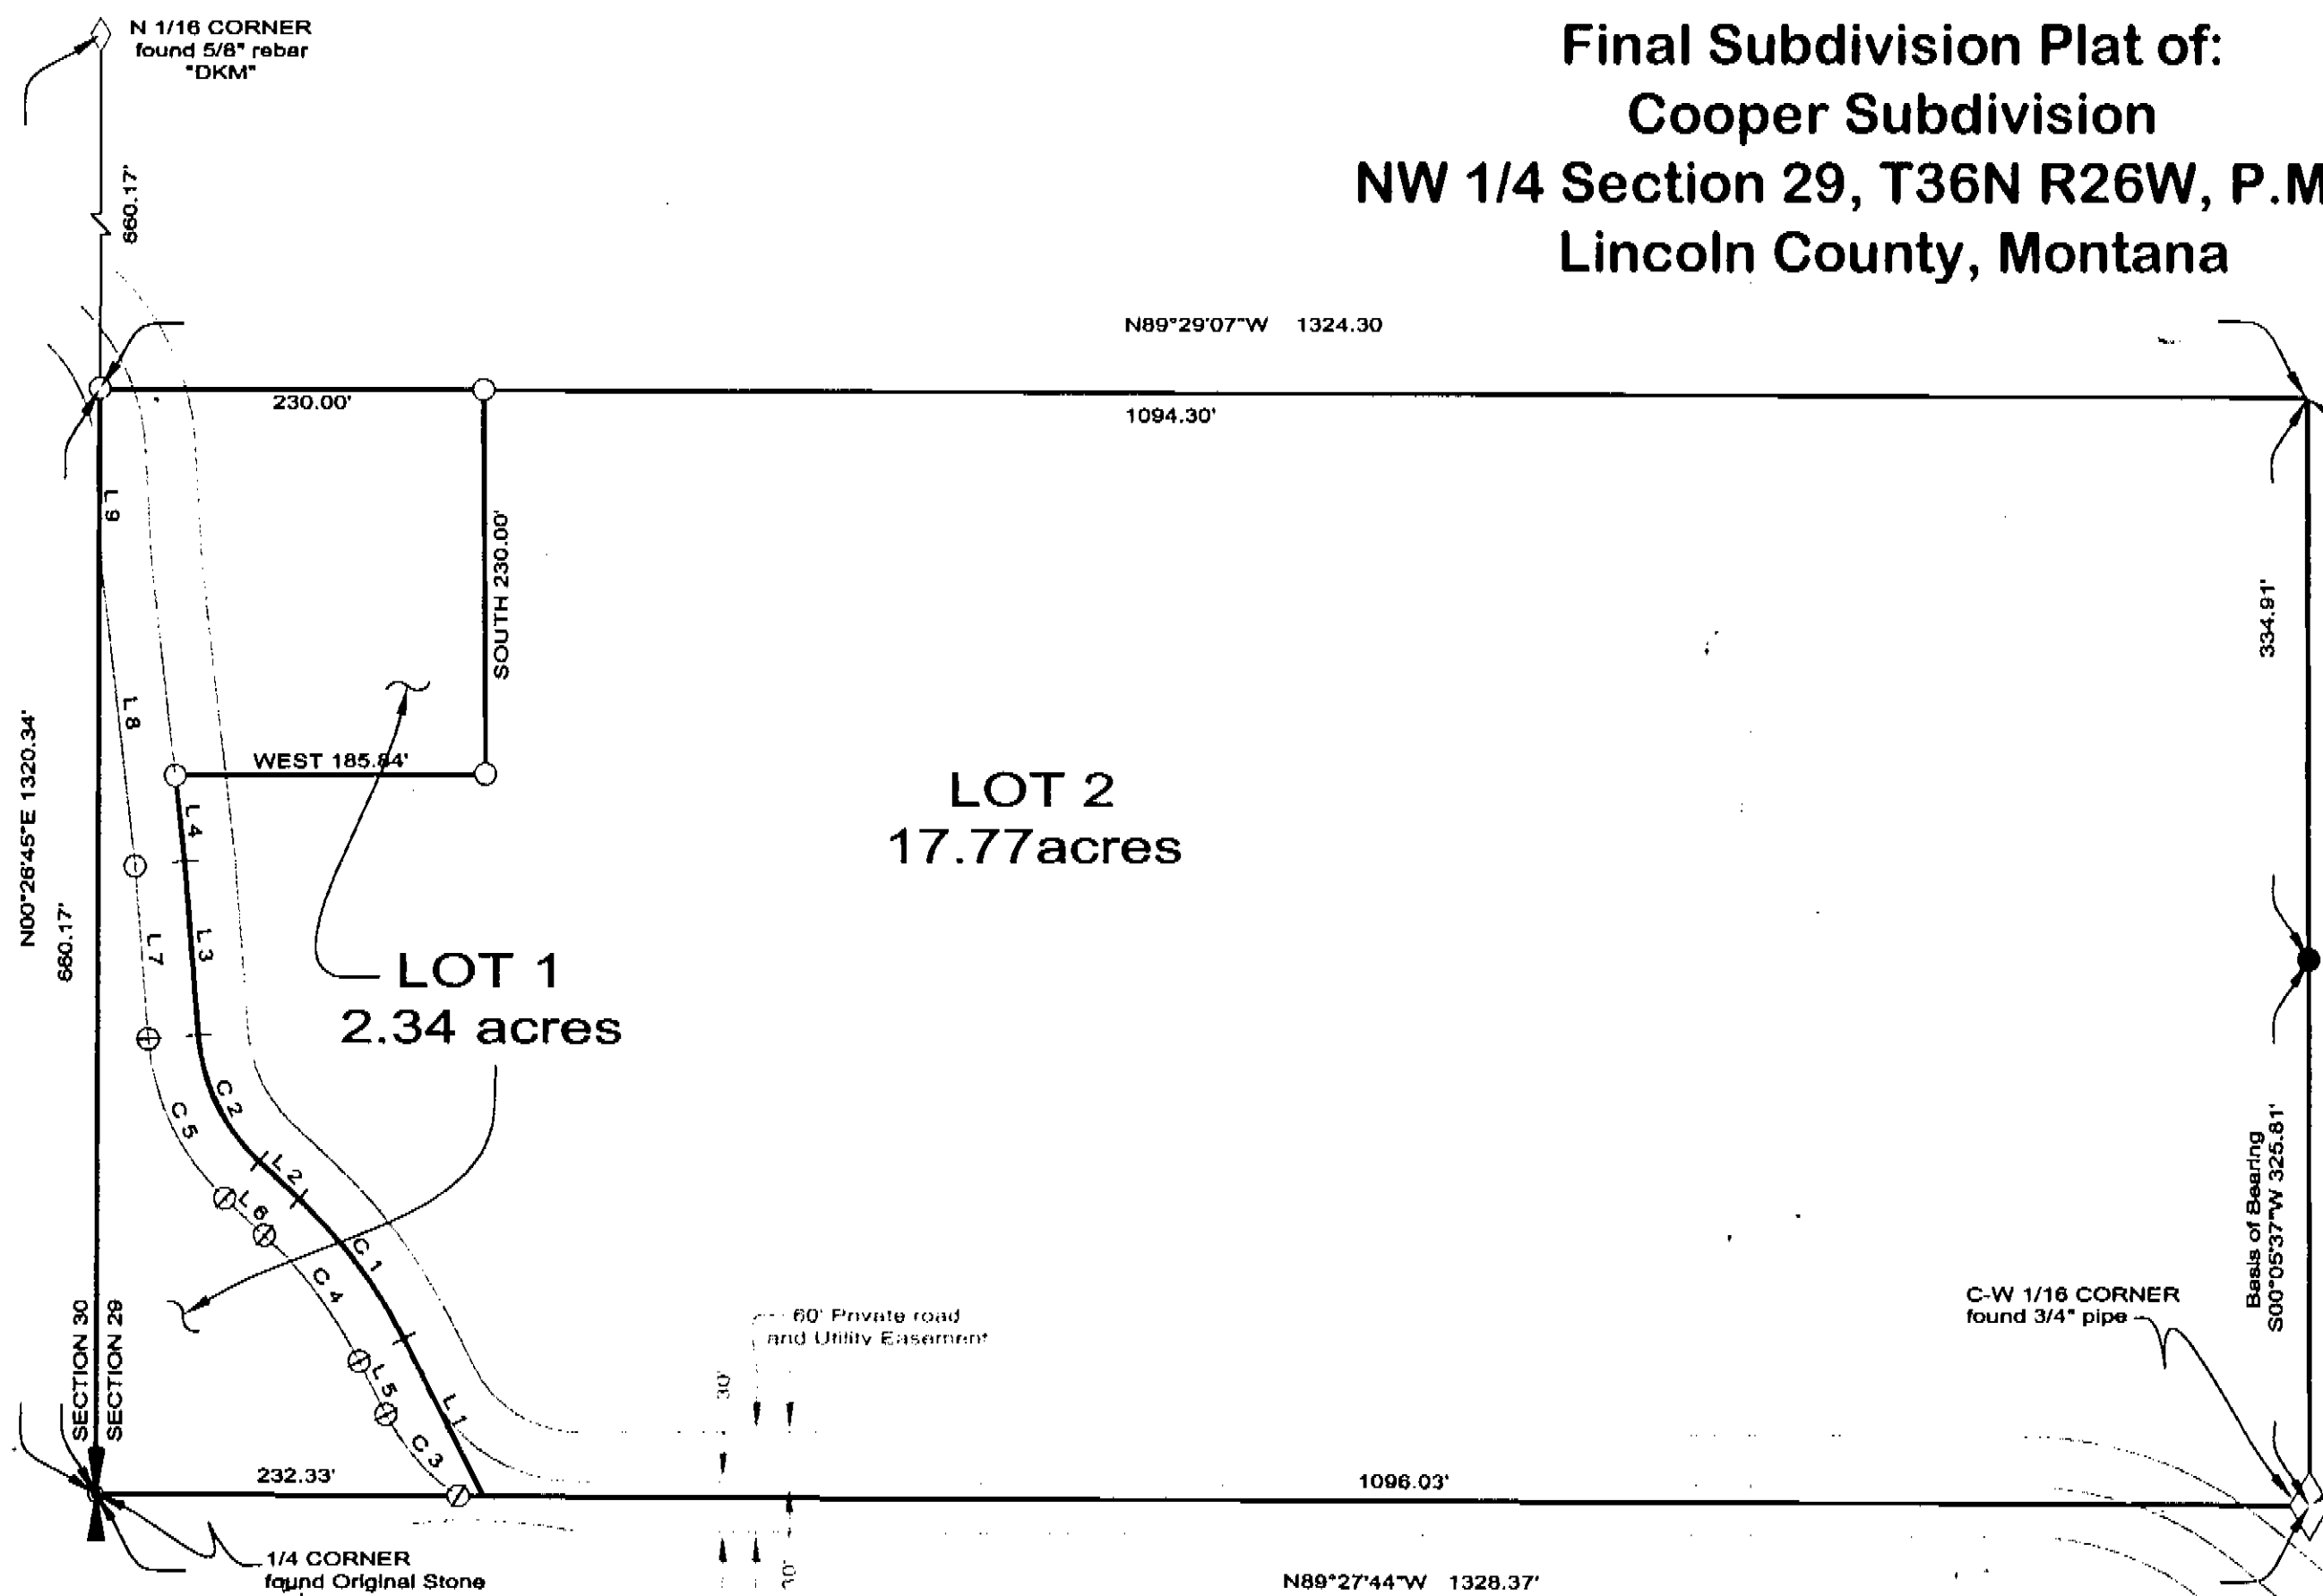 N 1/16 CORNER
found 5/8" rebar
"DKM"
Final Subdivision Plat of:
Cooper Subdivision
NW 1/4 Section 29, T36N R26W, P.M
Lincoln County, Montana
660.17'
N89°29'07"W 1324.30
230.00'
1094.30'
L 9
SOUTH 230.00'
334.91'
L 8
WEST 185.84'
N00°26'45"E 1320.34'
660.17'
LOT 2
17.77acres
L 4
L 3
L 7
LOT 1
2.34 acres
C 2
C 5
L 2
L 6
C 1
C 4
Basis of Bearing
S00°05'37"W 325.81'
C-W 1/16 CORNER
found 3/4" pipe
60' Private road
and Utility Easement
SECTION 30
SECTION 29
L 5
L 1
30'
C 3
232.33'
1096.03'
1/4 CORNER
found Original Stone
30'
N89°27'44"W 1328.37'